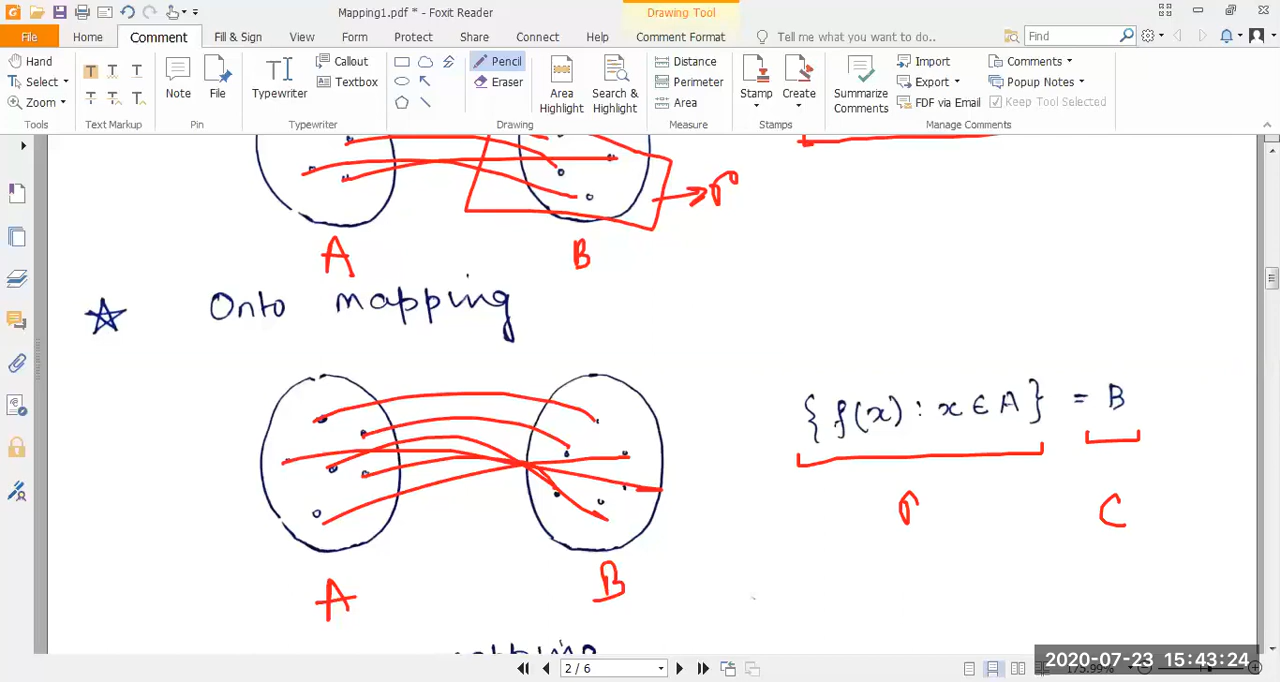 Mapping1.pdf * - Foxit Reader
Drawing Tool
File Home Comment Fill & Sign View Form Protect Share Connect Help Comment Format Tell me what you want to do.. Find
Hand
Select
Zoom
Tools
T T T
T T T
Text Markup
Note
File
Pin
Typewriter
Callout
Textbox
Typewriter
Pencil
Eraser
Area Highlight
Search & Highlight
Drawing
Distance
Perimeter
Area
Measure
Stamp
Create
Stamps
Summarize Comments
Import
Export
FDF via Email
Comments
Popup Notes
Keep Tool Selected
Manage Comments
A B
Onto mapping
{f(x) : x ∈ A} = B
C
A B
2 / 6
2020-07-23 15:43:24